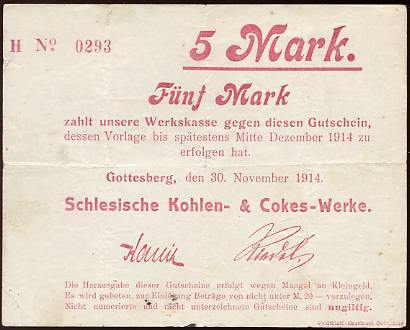 H Nº 0293
5 Mark.
Fünf Mark
zahlt unsere Werkskasse gegen diesen Gutschein,
dessen Vorlage bis spätestens Mitte Dezember 1914 zu
erfolgen hat.
Gottesberg, den 30. November 1914.
Schlesische Kohlen- & Cokes-Werke.
Die Herausgabe dieser Gutscheine erfolgt wegen Mangel an Kleingeld.
Es wird gebeten, zur Einlösung Beträge von nicht unter M. 20.— vorzulegen.
Nicht numerierte und nicht unterzeichnete Gutscheine sind ungültig.
Gottesberg.